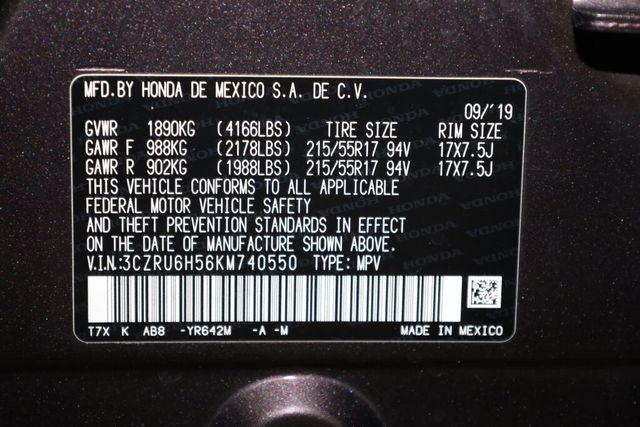 MFD.BY HONDA DE MEXICO S.A. DE C.V.
09/'19
GVWR 1890KG (4166LBS) TIRE SIZE RIM SIZE
GAWR F 988KG (2178LBS) 215/55R17 94V 17X7.5J
GAWR R 902KG (1988LBS) 215/55R17 94V 17X7.5J
THIS VEHICLE CONFORMS TO ALL APPLICABLE
FEDERAL MOTOR VEHICLE SAFETY
AND THEFT PREVENTION STANDARDS IN EFFECT
ON THE DATE OF MANUFACTURE SHOWN ABOVE.
V.I.N:3CZRU6H56KM740550 TYPE: MPV
T7X K AB8 -YR642M -A -M MADE IN MEXICO